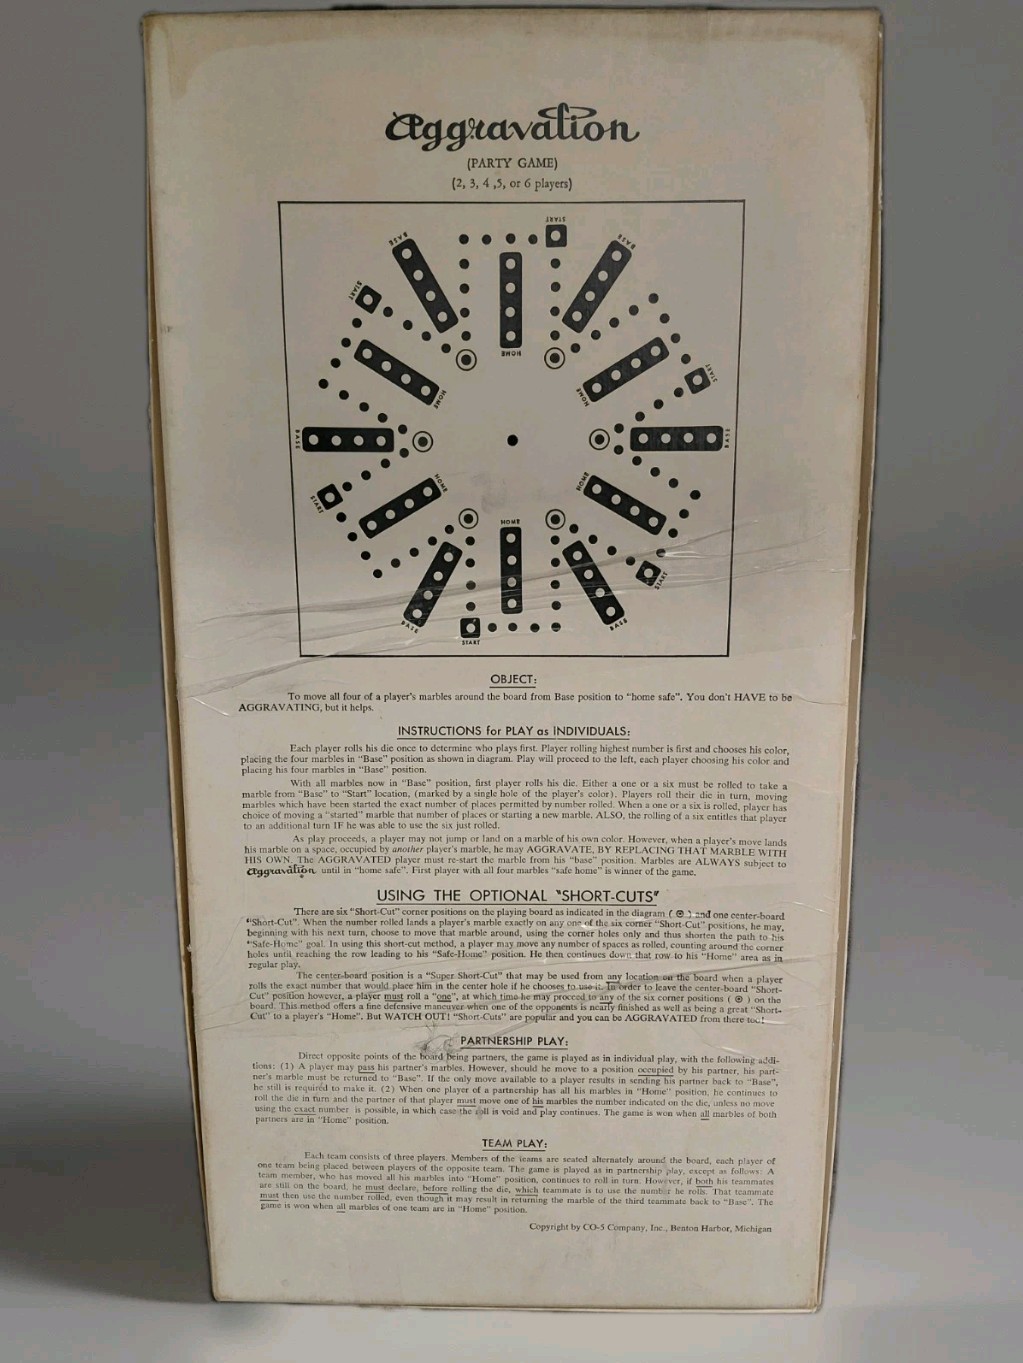 Aggravation
(PARTY GAME)
(2, 3, 4 ,5, or 6 players)
START
BASE
BASE
START
HOME
START
HOME
HOME
BASE
BASE
HOME
HOME
START
HOME
START
BASE
BASE
START
OBJECT:
To move all four of a player's marbles around the board from Base position to "home safe". You don't HAVE to be
AGGRAVATING, but it helps.
INSTRUCTIONS for PLAY as INDIVIDUALS:
Each player rolls his die once to determine who plays first. Player rolling highest number is first and chooses his color,
placing the four marbles in "Base" position as shown in diagram. Play will proceed to the left, each player choosing his color and
placing his four marbles in "Base" position.
With all marbles now in "Base" position, first player rolls his die. Either a one or a six must be rolled to take a
marble from "Base" to "Start" location, (marked by a single hole of the player's color). Players roll their die in turn, moving
marbles which have been started the exact number of places permitted by number rolled. When a one or a six is rolled, player has
choice of moving a "started" marble that number of places or starting a new marble. ALSO, the rolling of a six entitles that player
to an additional turn IF he was able to use the six just rolled.
As play proceeds, a player may not jump or land on a marble of his own color. However, when a player's move lands
his marble on a space, occupied by another player's marble, he may AGGRAVATE, BY REPLACING THAT MARBLE WITH
HIS OWN. The AGGRAVATED player must re-start the marble from his "base" position. Marbles are ALWAYS subject to
Aggravation until in "home safe". First player with all four marbles "safe home" is winner of the game.
USING THE OPTIONAL "SHORT-CUTS"
There are six "Short-Cut" corner positions on the playing board as indicated in the diagram ( ⊙ ) and one center-board
"Short-Cut". When the number rolled lands a player's marble exactly on any one of the six corner "Short-Cut" positions, he may,
beginning with his next turn, choose to move that marble around, using the corner holes only and thus shorten the path to his
"Safe-Home" goal. In using this short-cut method, a player may move any number of spaces as rolled, counting around the corner
holes until reaching the row leading to his "Safe-Home" position. He then continues down that row to his "Home" area as in
regular play.
The center-board position is a "Super Short-Cut" that may be used from any location on the board when a player
rolls the exact number that would place him in the center hole if he chooses to use it. In order to leave the center-board "Short-
Cut" position however, a player must roll a "one", at which time he may proceed to any of the six corner positions ( ⊙ ) on the
board. This method offers a fine defensive maneuver when one of the opponents is nearly finished as well as being a great "Short-
Cut" to a player's "Home". But WATCH OUT! "Short-Cuts" are popular and you can be AGGRAVATED from there too!
PARTNERSHIP PLAY:
Direct opposite points of the board being partners, the game is played as in individual play, with the following addi-
tions: (1) A player may pass his partner's marbles. However, should he move to a position occupied by his partner, his part-
ner's marble must be returned to "Base". If the only move available to a player results in sending his partner back to "Base",
he still is required to make it. (2) When one player of a partnership has all his marbles in "Home" position, he continues to
roll the die in turn and the partner of that player must move one of his marbles the number indicated on the die, unless no move
using the exact number is possible, in which case the roll is void and play continues. The game is won when all marbles of both
partners are in "Home" position.
TEAM PLAY:
Each team consists of three players. Members of the teams are seated alternately around the board, each player of
one team being placed between players of the opposite team. The game is played as in partnership play, except as follows: A
team member, who has moved all his marbles into "Home" position, continues to roll in turn. However, if both his teammates
are still on the board, he must declare, before rolling the die, which teammate is to use the number he rolls. That teammate
must then use the number rolled, even though it may result in returning the marble of the third teammate back to "Base". The
game is won when all marbles of one team are in "Home" position.
Copyright by CO-5 Company, Inc., Benton Harbor, Michigan